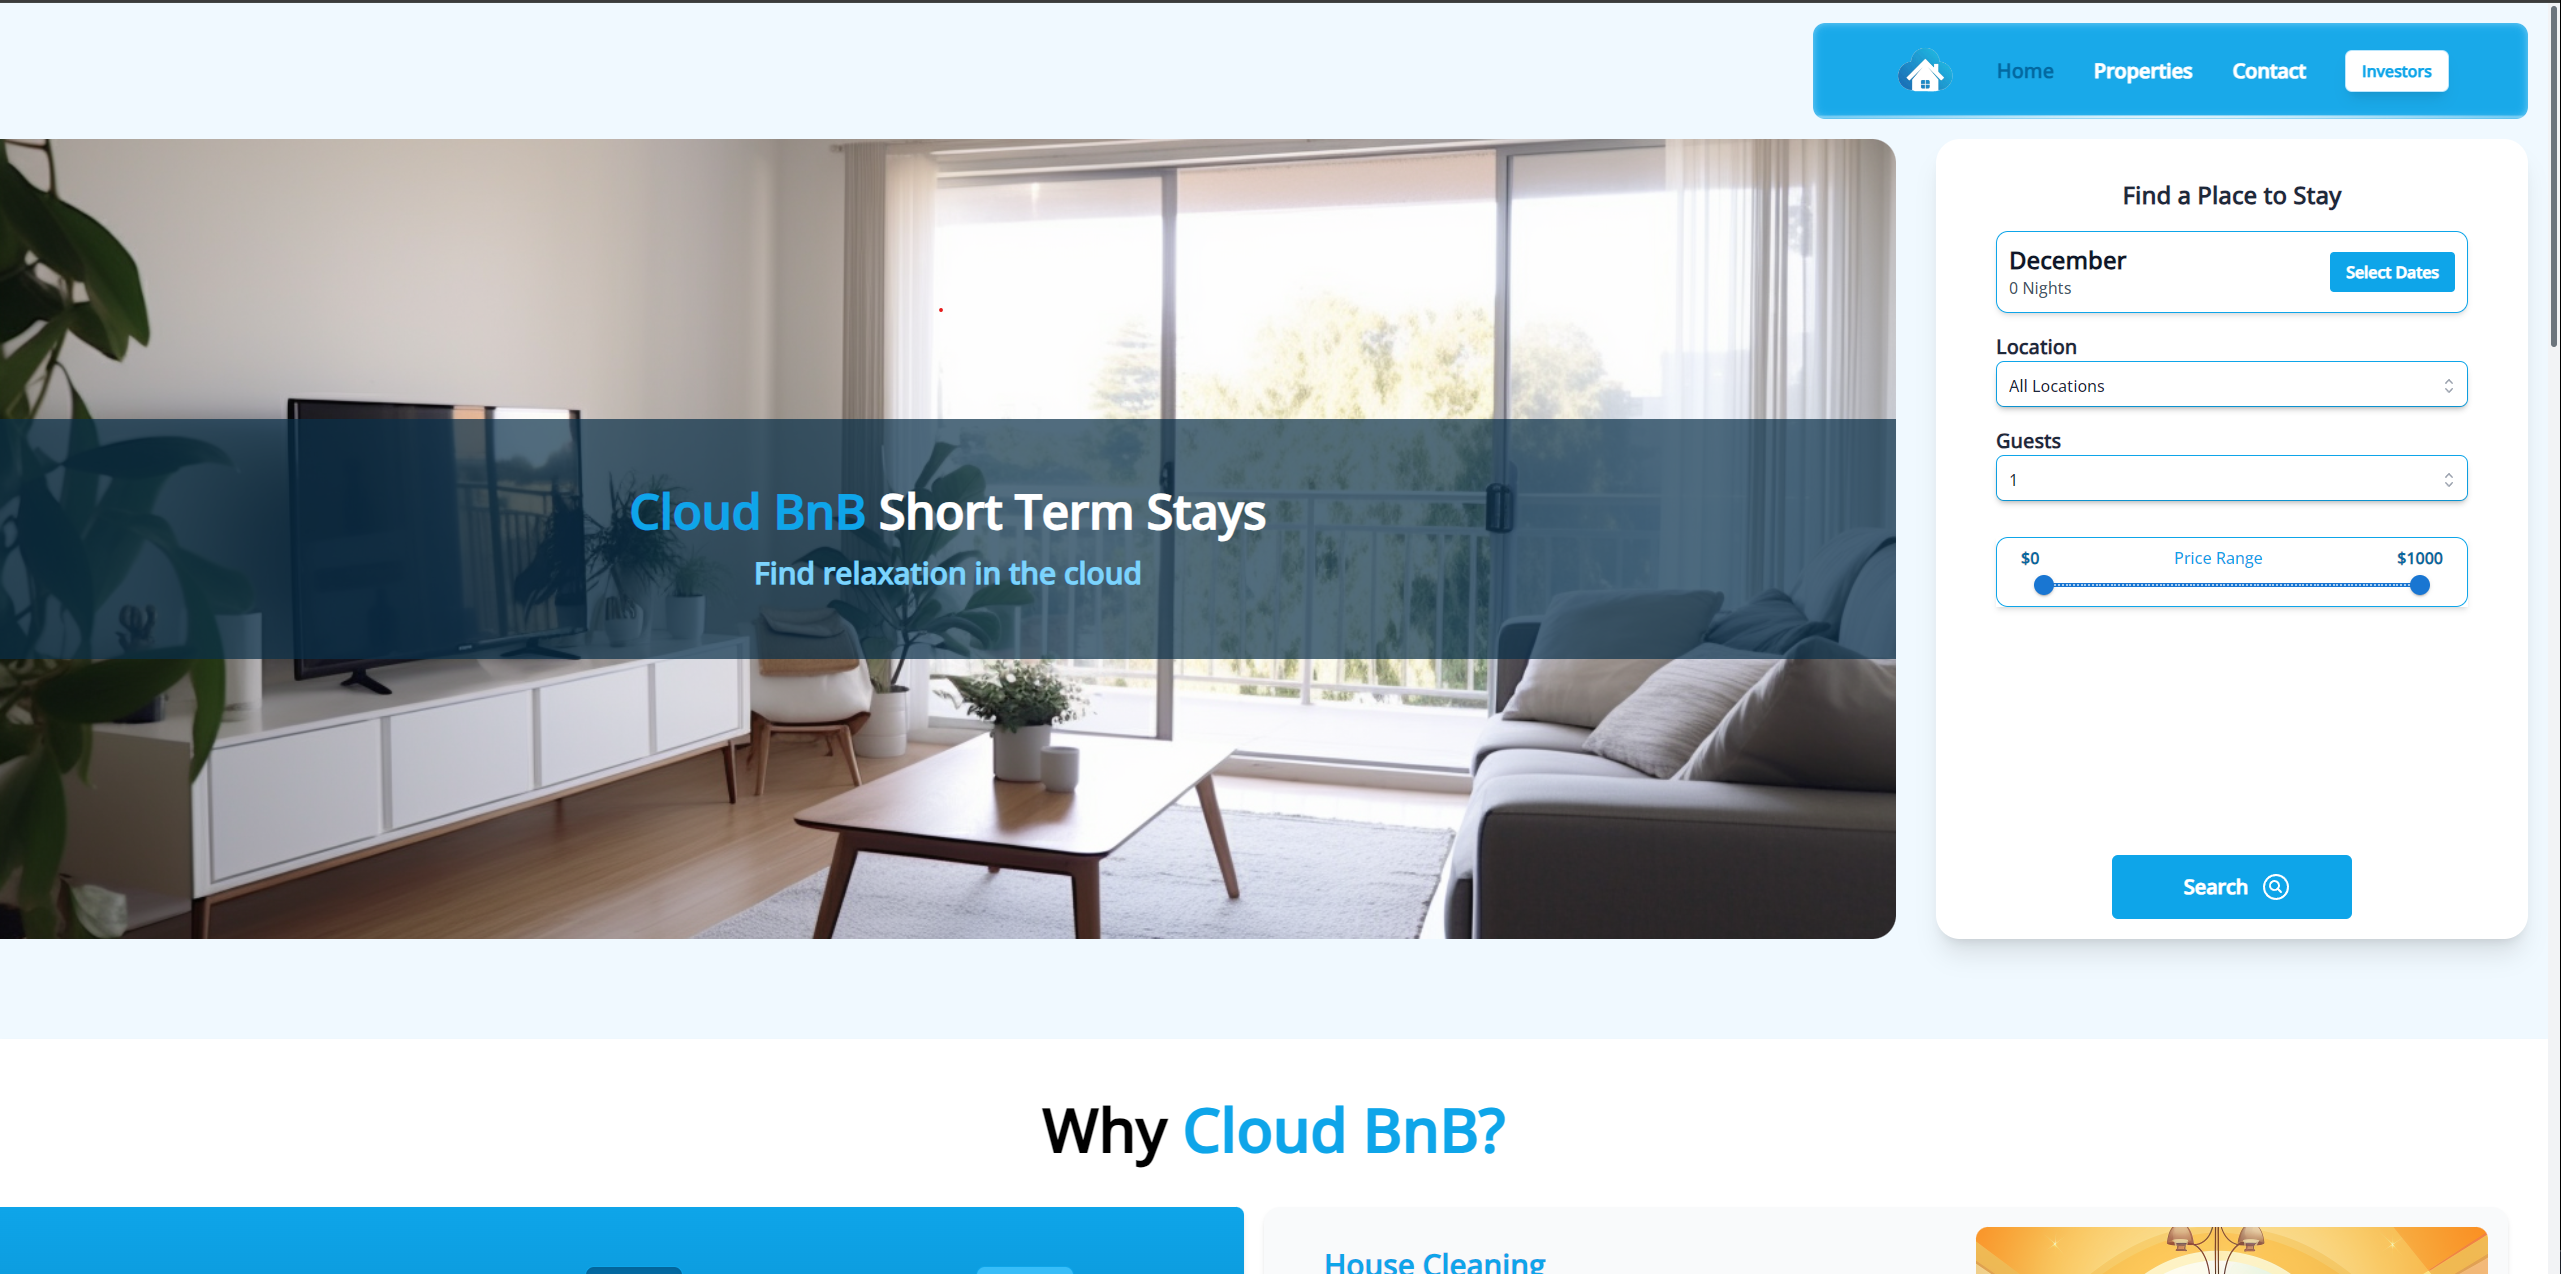 Home Properties Contact Investors
Find a Place to Stay
December
0 Nights
Select Dates
Location
All Locations
Guests
1
$0 Price Range $1000
Search
Cloud BnB Short Term Stays
Find relaxation in the cloud
Why Cloud BnB?
House Cleaning